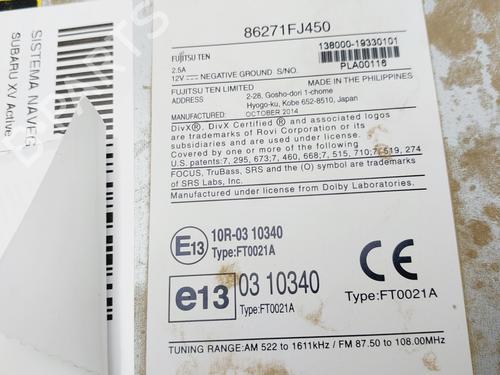 86271FJ450
FUJITSU TEN
138000-19330101
2.5A
12V NEGATIVE GROUND S/NO. PLA00116
FUJITSU TEN LIMITED MADE IN THE PHILIPPINES
ADDRESS 2-28, Gosho-dori 1-chome
Hyogo-ku, Kobe 652-8510, Japan
MANUFACTURED OCTOBER 2014
DivX®, DivX Certified ® and associated logos
are trademarks of Rovi Corporation or its
subsidiaries and are used under license.
Covered by one or more of the following
U.S. patents:7, 295, 673;7, 460, 668;7, 515, 710;7, 519, 274
FOCUS, TruBass, SRS and the (O) symbol are trademarks
of SRS Labs, Inc.
Manufactured under license from Dolby Laboratories.
E13 10R-03 10340
Type:FT0021A
e13 03 10340
Type:FT0021A
CE
Type:FT0021A
TUNING RANGE:AM 522 to 1611kHz / FM 87.50 to 108.00MHz
SISTEMA NAVEG
SUBARU XV Active